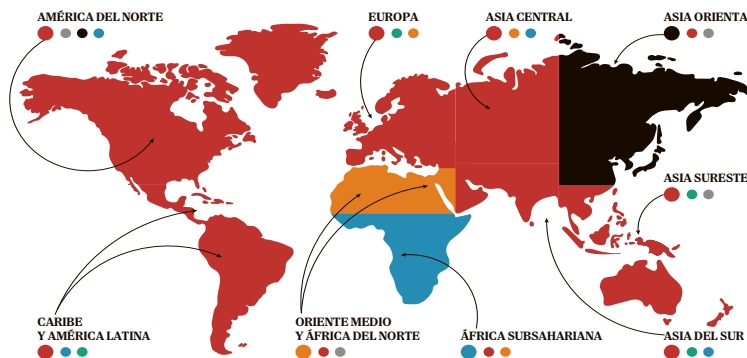 AMÉRICA DEL NORTE
EUROPA
ASIA CENTRAL
ASIA ORIENTA
ASIA SURESTE
CARIBE
Y AMÉRICA LATINA
ORIENTE MEDIO
Y ÁFRICA DEL NORTE
ÁFRICA SUBSAHARIANA
ASIA DEL SUR